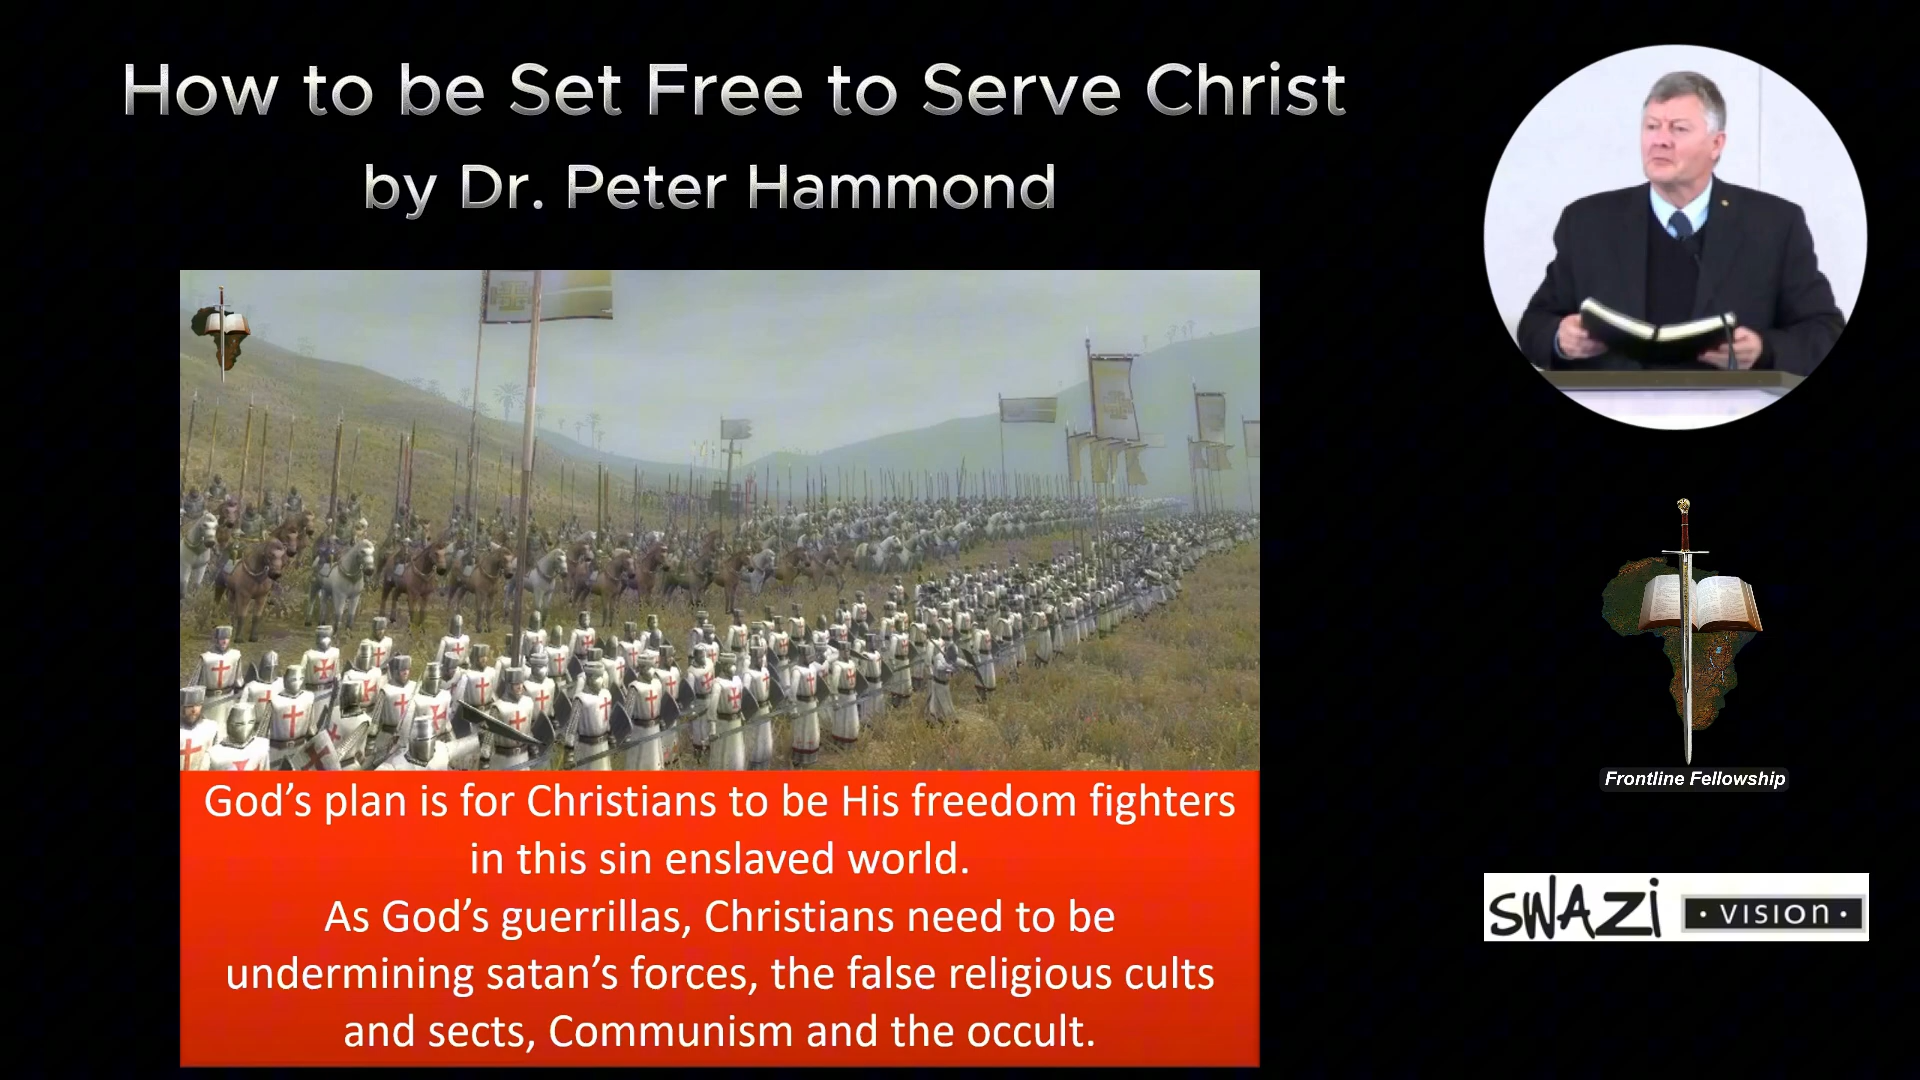 How to be Set Free to Serve Christ
by Dr. Peter Hammond
God’s plan is for Christians to be His freedom fighters
in this sin enslaved world.
As God’s guerrillas, Christians need to be
undermining satan’s forces, the false religious cults
and sects, Communism and the occult.
Frontline Fellowship
SWAZi • VISION •